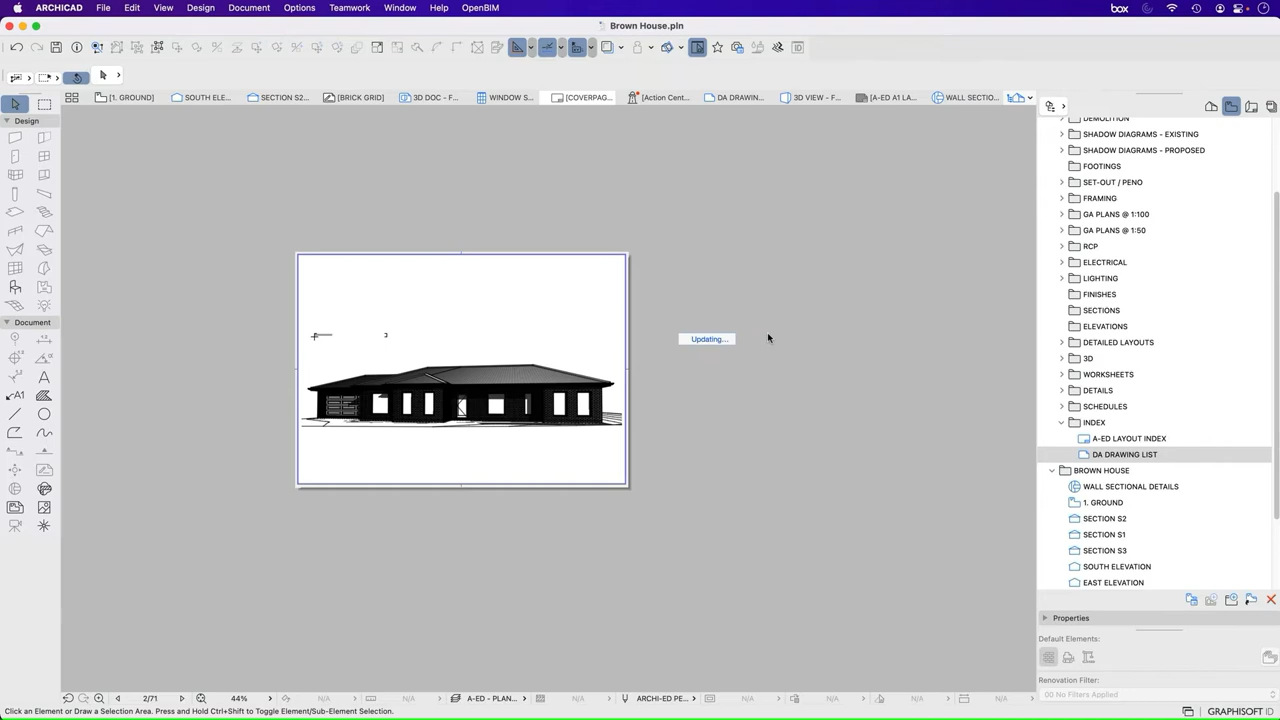 ARCHICAD File Edit View Design Document Options Teamwork Window Help OpenBIM
box
Brown House.pln
[1. GROUND] SOUTH ELE... SECTION S2... [BRICK GRID] 3D DOC - F... WINDOW S... [COVERPAG... [Action Cent... DA DRAWIN... 3D VIEW - F... [A-ED A1 LA... WALL SECTIO...
Design
Document
Updating...
3
DEMOLITION
SHADOW DIAGRAMS - EXISTING
SHADOW DIAGRAMS - PROPOSED
FOOTINGS
SET-OUT / PENO
FRAMING
GA PLANS @ 1:100
GA PLANS @ 1:50
RCP
ELECTRICAL
LIGHTING
FINISHES
SECTIONS
ELEVATIONS
DETAILED LAYOUTS
3D
WORKSHEETS
DETAILS
SCHEDULES
INDEX
A-ED LAYOUT INDEX
DA DRAWING LIST
BROWN HOUSE
WALL SECTIONAL DETAILS
1. GROUND
SECTION S2
SECTION S1
SECTION S3
SOUTH ELEVATION
EAST ELEVATION
Properties
Default Elements:
Renovation Filter:
00 No Filters Applied
2/71 44% N/A N/A A-ED - PLAN... N/A ARCHI-ED PE... N/A N/A N/A N/A
Click an Element or Draw a Selection Area. Press and Hold Ctrl+Shift to Toggle Element/Sub-Element Selection.
GRAPHISOFT ID